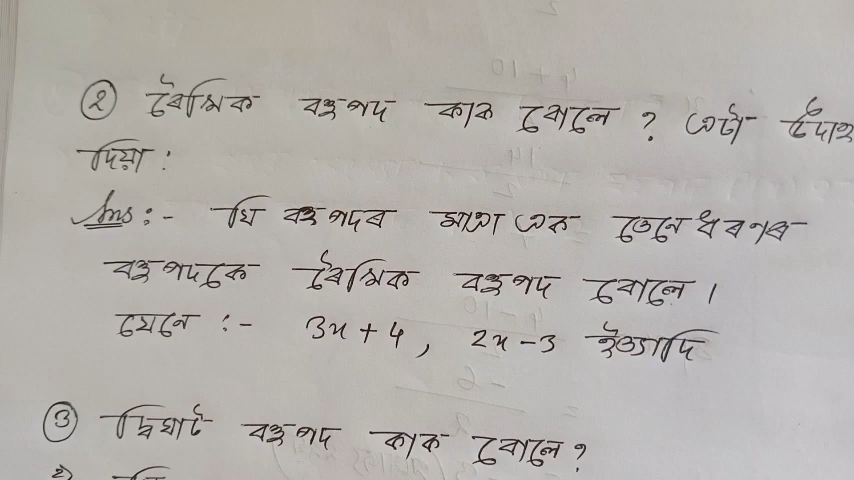 ② ৰৈখিক বহুপদ কাক বোলে? এটা উদাহ
দিয়া:
Ans:- যি বহুপদৰ মাত্ৰা এক তেনেধৰণৰ
বহুপদকে ৰৈখিক বহুপদ বোলে।
যেনে :- 3x + 4, 2x - 3 ইত্যাদি
③ দ্বিঘাট বহুপদ কাক বোলে?